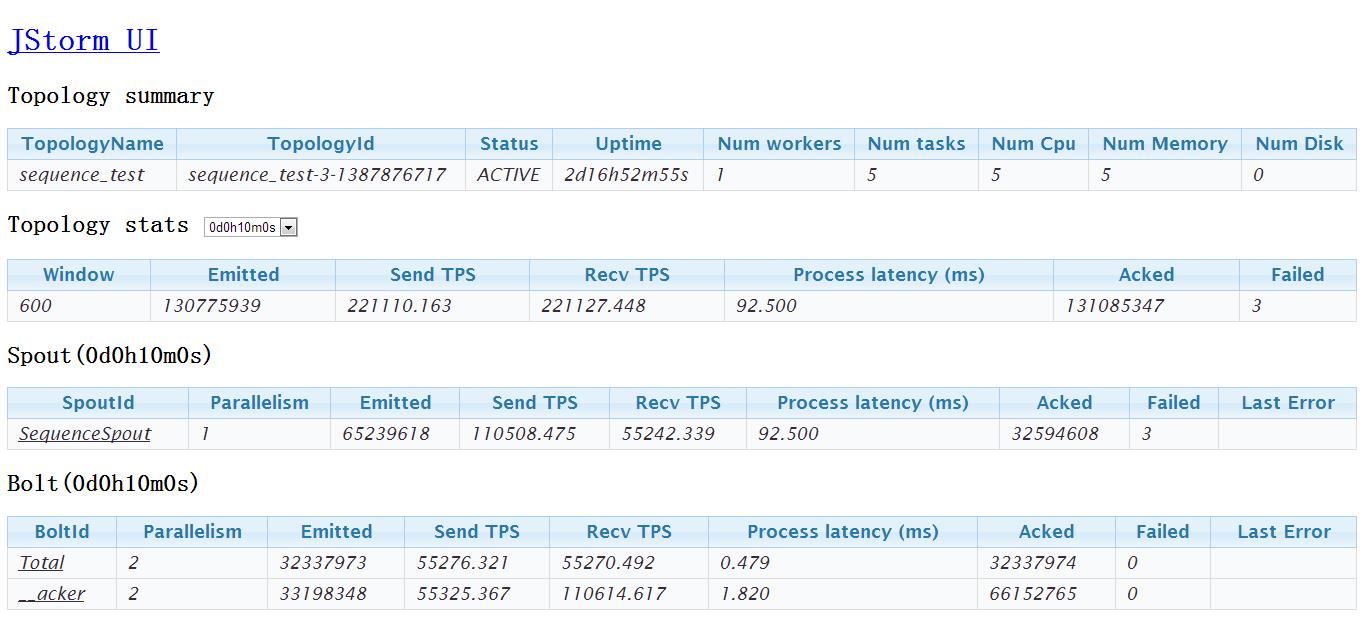 JStorm UI
Topology summary
TopologyName TopologyId Status Uptime Num workers Num tasks Num Cpu Num Memory Num Disk
sequence_test sequence_test-3-1387876717 ACTIVE 2d16h52m55s 1 5 5 5 0
Topology stats 0d0h10m0s
Window Emitted Send TPS Recv TPS Process latency (ms) Acked Failed
600 130775939 221110.163 221127.448 92.500 131085347 3
Spout(0d0h10m0s)
SpoutId Parallelism Emitted Send TPS Recv TPS Process latency (ms) Acked Failed Last Error
SequenceSpout 1 65239618 110508.475 55242.339 92.500 32594608 3
Bolt(0d0h10m0s)
BoltId Parallelism Emitted Send TPS Recv TPS Process latency (ms) Acked Failed Last Error
Total 2 32337973 55276.321 55270.492 0.479 32337974 0
__acker 2 33198348 55325.367 110614.617 1.820 66152765 0